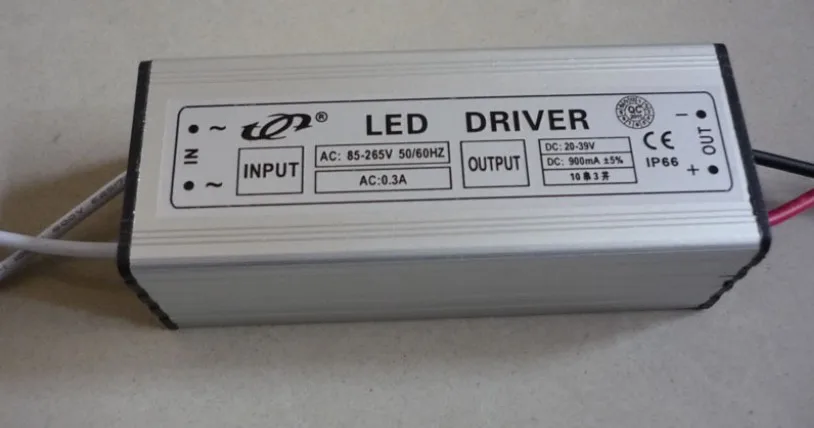 ®
LED DRIVER
QC
IN
~
~
INPUT
AC: 85-265V 50/60HZ
AC:0.3A
OUTPUT
DC: 20-39V
DC: 900mA ±5%
10串3并
CE
IP66
−
OUT
+